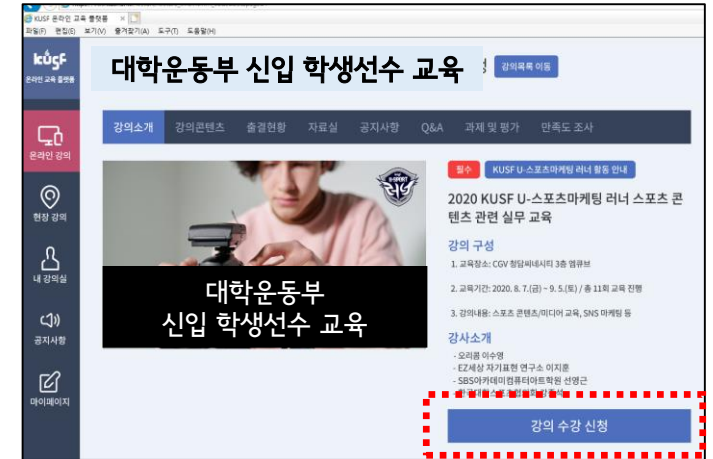 KUSF 온라인 교육 플랫폼
파일(F) 편집(E) 보기(V) 즐겨찾기(A) 도구(T) 도움말(H)
kusf
온라인 교육 플랫폼
대학운동부 신입 학생선수 교육
강의목록 이동
강의소개 강의콘텐츠 출결현황 자료실 공지사항 Q&A 과제 및 평가 만족도 조사
온라인 강의
현장 강의
내 강의실
공지사항
마이페이지
U-SPORT
대학운동부
신입 학생선수 교육
필수 KUSF U-스포츠마케팅 러너 활동 안내
2020 KUSF U-스포츠마케팅 러너 스포츠 콘
텐츠 관련 실무 교육
강의 구성
1. 교육장소: CGV 청담씨네시티 3층 엠큐브
2. 교육기간: 2020. 8. 7.(금) ~ 9. 5.(토) / 총 11회 교육 진행
3. 강의내용: 스포츠 콘텐츠/미디어 교육, SNS 마케팅 등
강사소개
- 오리콤 이수영
- EZ세상 자기표현 연구소 이지훈
- SBS아카데미컴퓨터아트학원 선영근
강의 수강 신청